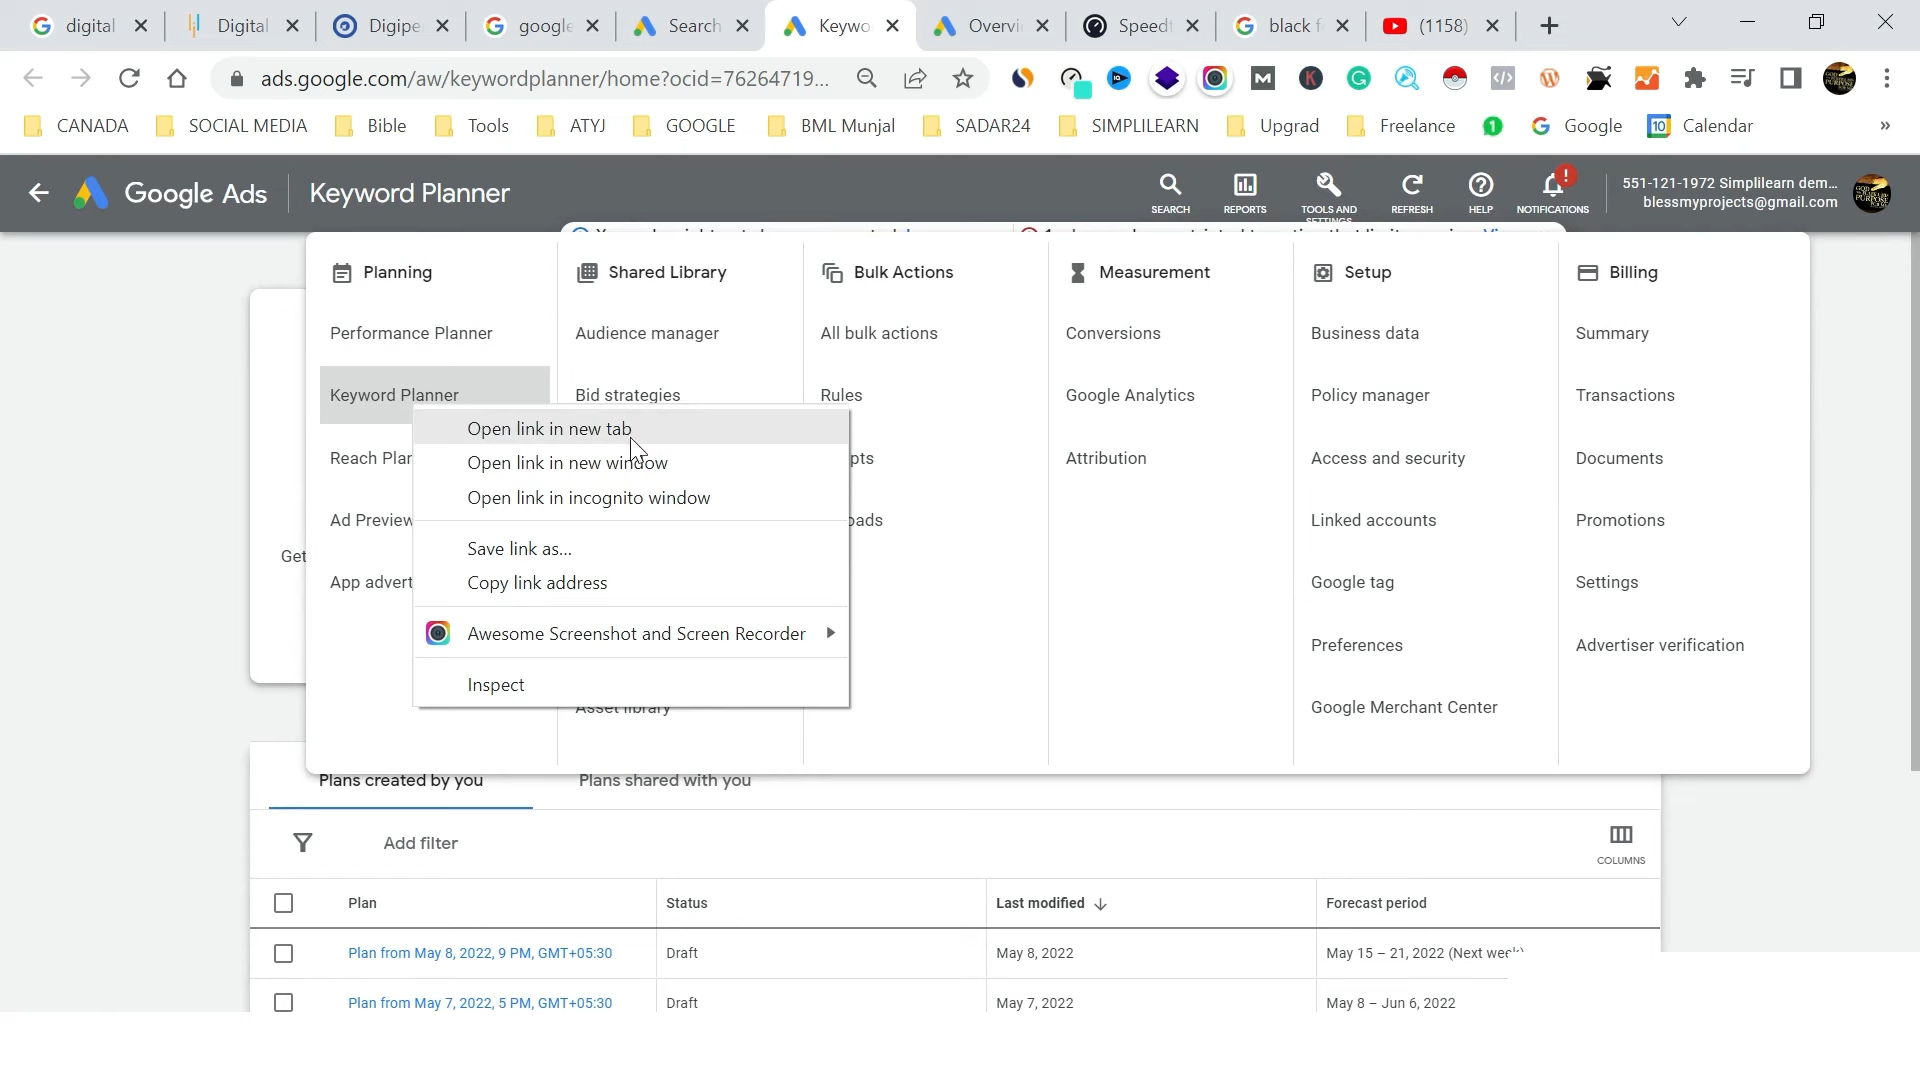 digital
Digital
Digipe
google
Search
Keywo
Overvi
Speedt
black f
(1158)
ads.google.com/aw/keywordplanner/home?ocid=76264719...
CANADA
SOCIAL MEDIA
Bible
Tools
ATYJ
GOOGLE
BML Munjal
SADAR24
SIMPLILEARN
Upgrad
Freelance
1
Google
10
Calendar
»
Google Ads
Keyword Planner
SEARCH
REPORTS
TOOLS AND
SETTINGS
REFRESH
HELP
NOTIFICATIONS
551-121-1972 Simplilearn dem...
blessmyprojects@gmail.com
Planning
Shared Library
Bulk Actions
Measurement
Setup
Billing
Performance Planner
Audience manager
All bulk actions
Conversions
Business data
Summary
Keyword Planner
Bid strategies
Rules
Google Analytics
Policy manager
Transactions
Open link in new tab
Reach Plan
Open link in new window
pts
Attribution
Access and security
Documents
Open link in incognito window
Ad Preview
oads
Linked accounts
Promotions
Save link as...
Get
App advert
Copy link address
Google tag
Settings
Awesome Screenshot and Screen Recorder
Preferences
Advertiser verification
Inspect
Asset library
Google Merchant Center
Plans created by you
Plans shared with you
Add filter
COLUMNS
Plan
Status
Last modified
Forecast period
Plan from May 8, 2022, 9 PM, GMT+05:30
Draft
May 8, 2022
May 15 – 21, 2022 (Next week)
Plan from May 7, 2022, 5 PM, GMT+05:30
Draft
May 7, 2022
May 8 – Jun 6, 2022